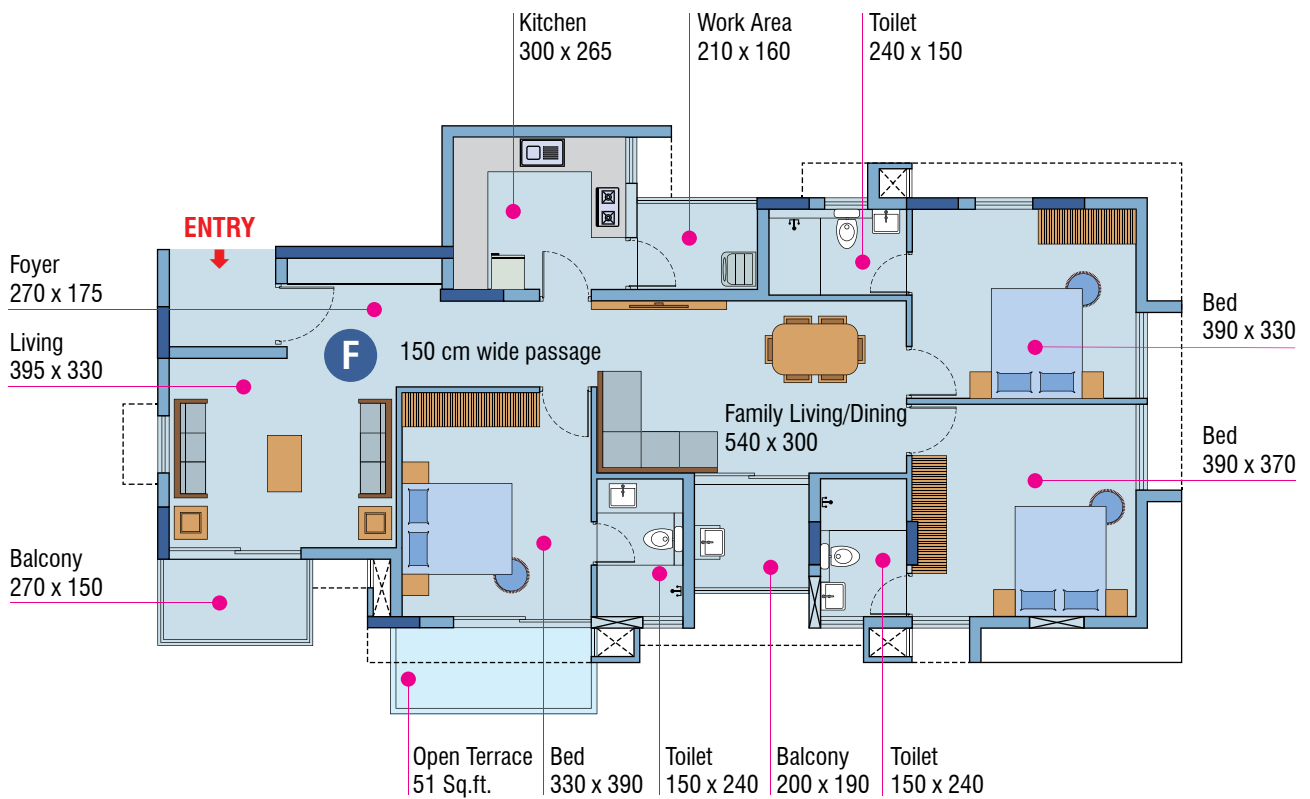 Kitchen
300 x 265
Work Area
210 x 160
Toilet
240 x 150
ENTRY
Foyer
270 x 175
Living
395 x 330
F
150 cm wide passage
Bed
390 x 330
Family Living/Dining
540 x 300
Bed
390 x 370
Balcony
270 x 150
Open Terrace
51 Sq.ft.
Bed
330 x 390
Toilet
150 x 240
Balcony
200 x 190
Toilet
150 x 240